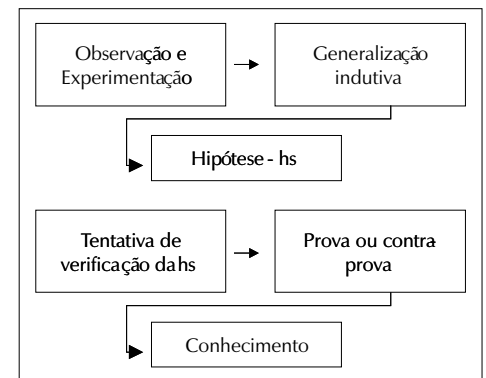 Observação e
Experimentação
Generalização
indutiva
Hipótese - hs
Tentativa de
verificação da hs
Prova ou contra-
prova
Conhecimento